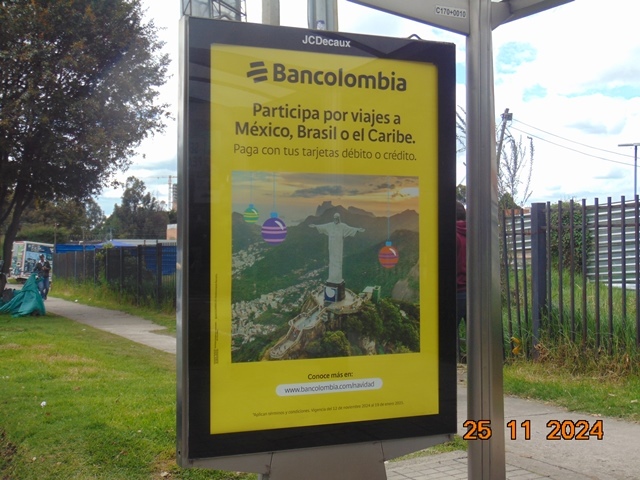 C170+0010
JCDecaux
Bancolombia
Participa por viajes a
México, Brasil o el Caribe.
Paga con tus tarjetas débito o crédito.
Conoce más en:
www.bancolombia.com/navidad
25 11 2024